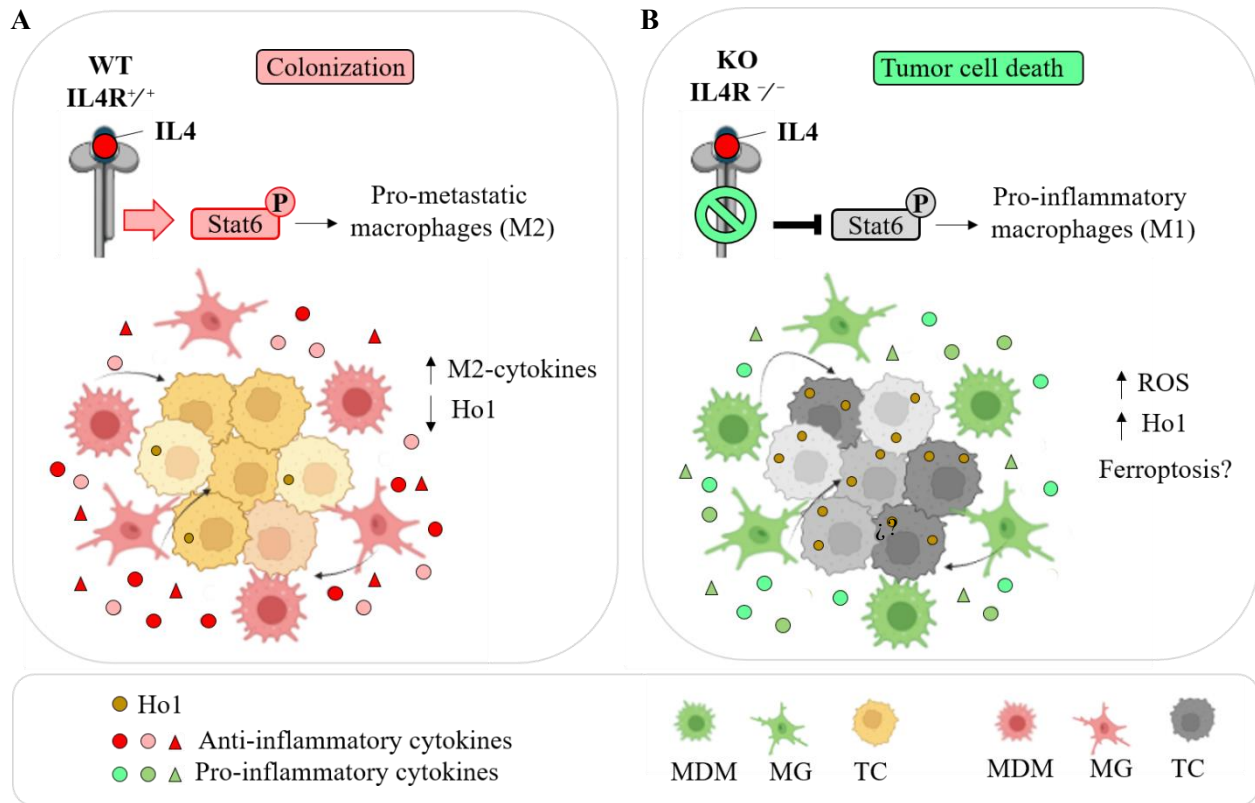 A
WT
IL4R⁺/⁺
IL4
Colonization
P
Stat6
Pro-metastatic
macrophages (M2)
M2-cytokines
Ho1
B
KO
IL4R ⁻/⁻
IL4
Tumor cell death
P
Stat6
Pro-inflammatory
macrophages (M1)
ROS
Ho1
Ferroptosis?
¿?
Ho1
Anti-inflammatory cytokines
Pro-inflammatory cytokines
MDM MG TC
MDM MG TC